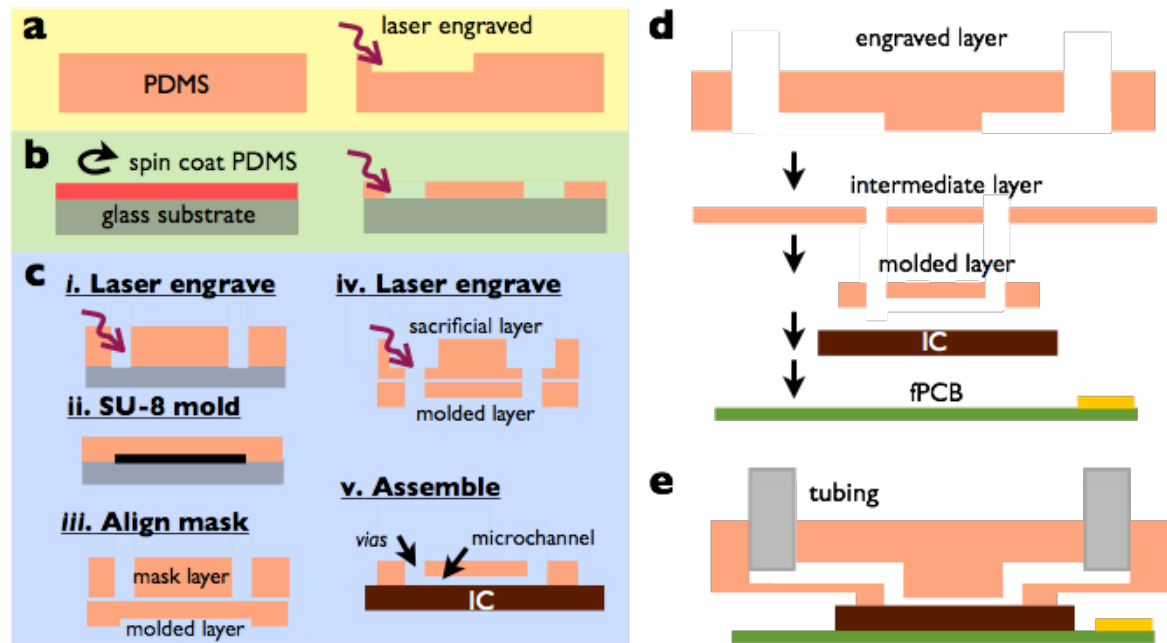 a
laser engraved
PDMS
b
spin coat PDMS
glass substrate
c
i. Laser engrave
ii. SU-8 mold
iii. Align mask
mask layer
molded layer
iv. Laser engrave
sacrificial layer
molded layer
v. Assemble
vias
microchannel
IC
d
engraved layer
intermediate layer
molded layer
IC
fPCB
e
tubing